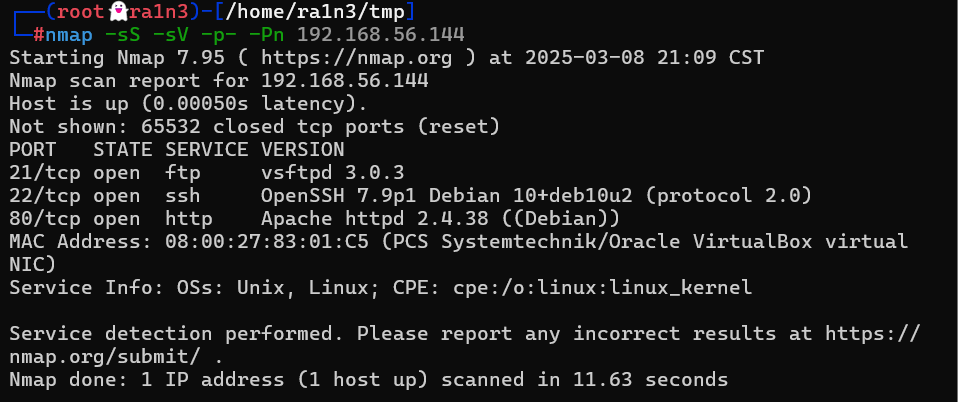 ┌──(root👻ra1n3)-[/home/ra1n3/tmp]
└─#nmap -sS -sV -p- -Pn 192.168.56.144
Starting Nmap 7.95 ( https://nmap.org ) at 2025-03-08 21:09 CST
Nmap scan report for 192.168.56.144
Host is up (0.00050s latency).
Not shown: 65532 closed tcp ports (reset)
PORT   STATE SERVICE VERSION
21/tcp open  ftp     vsftpd 3.0.3
22/tcp open  ssh     OpenSSH 7.9p1 Debian 10+deb10u2 (protocol 2.0)
80/tcp open  http    Apache httpd 2.4.38 ((Debian))
MAC Address: 08:00:27:83:01:C5 (PCS Systemtechnik/Oracle VirtualBox virtual
NIC)
Service Info: OSs: Unix, Linux; CPE: cpe:/o:linux:linux_kernel

Service detection performed. Please report any incorrect results at https://
nmap.org/submit/ .
Nmap done: 1 IP address (1 host up) scanned in 11.63 seconds